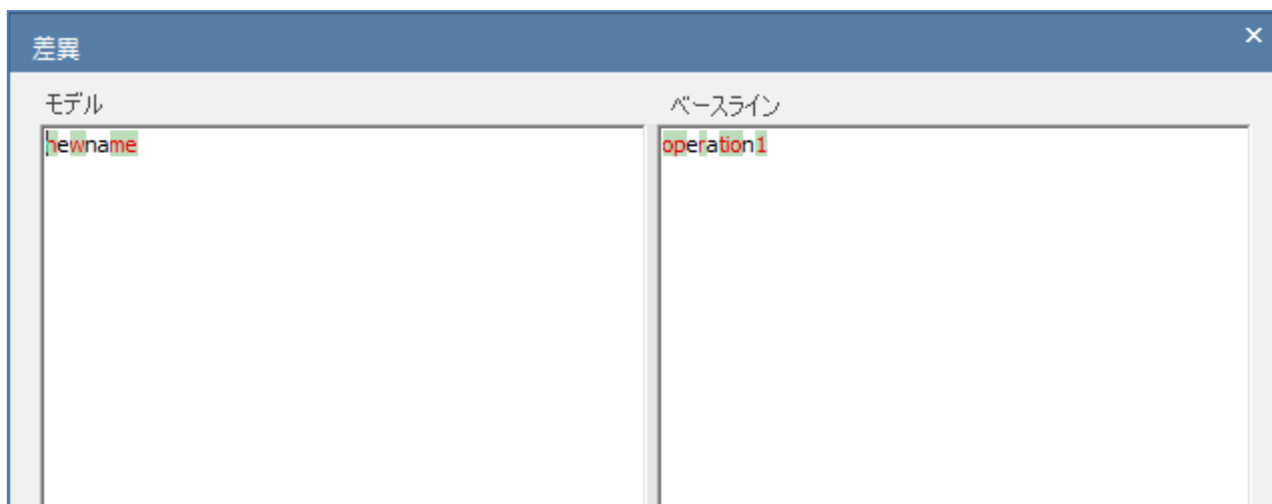 差異
モデル
ベースライン
newname
operation1